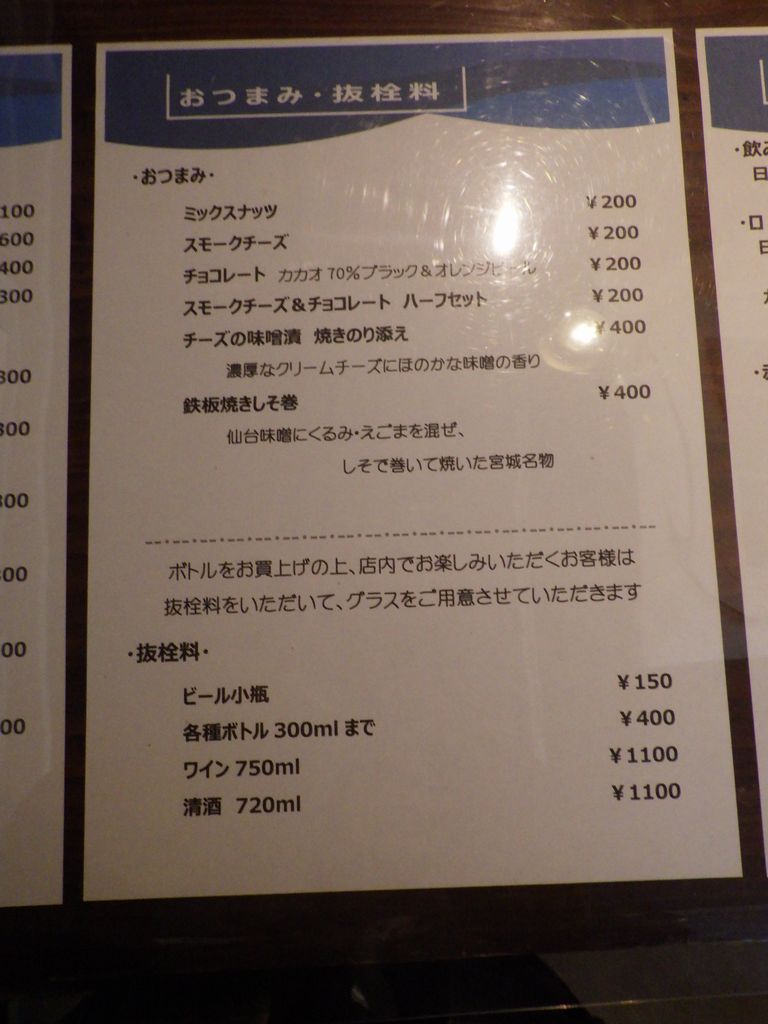 おつまみ・抜栓料
・おつまみ・
ミックスナッツ ¥200
スモークチーズ ¥200
チョコレート カカオ70%ブラック&オレンジピール ¥200
スモークチーズ&チョコレート ハーフセット ¥200
チーズの味噌漬 焼きのり添え ¥400
濃厚なクリームチーズにほのかな味噌の香り
鉄板焼きしそ巻 ¥400
仙台味噌にくるみ・えごまを混ぜ、
しそで巻いて焼いた宮城名物
ボトルをお買上げの上、店内でお楽しみいただくお客様は
抜栓料をいただいて、グラスをご用意させていただきます
・抜栓料・
ビール小瓶 ¥150
各種ボトル 300ml まで ¥400
ワイン 750ml ¥1100
清酒 720ml ¥1100